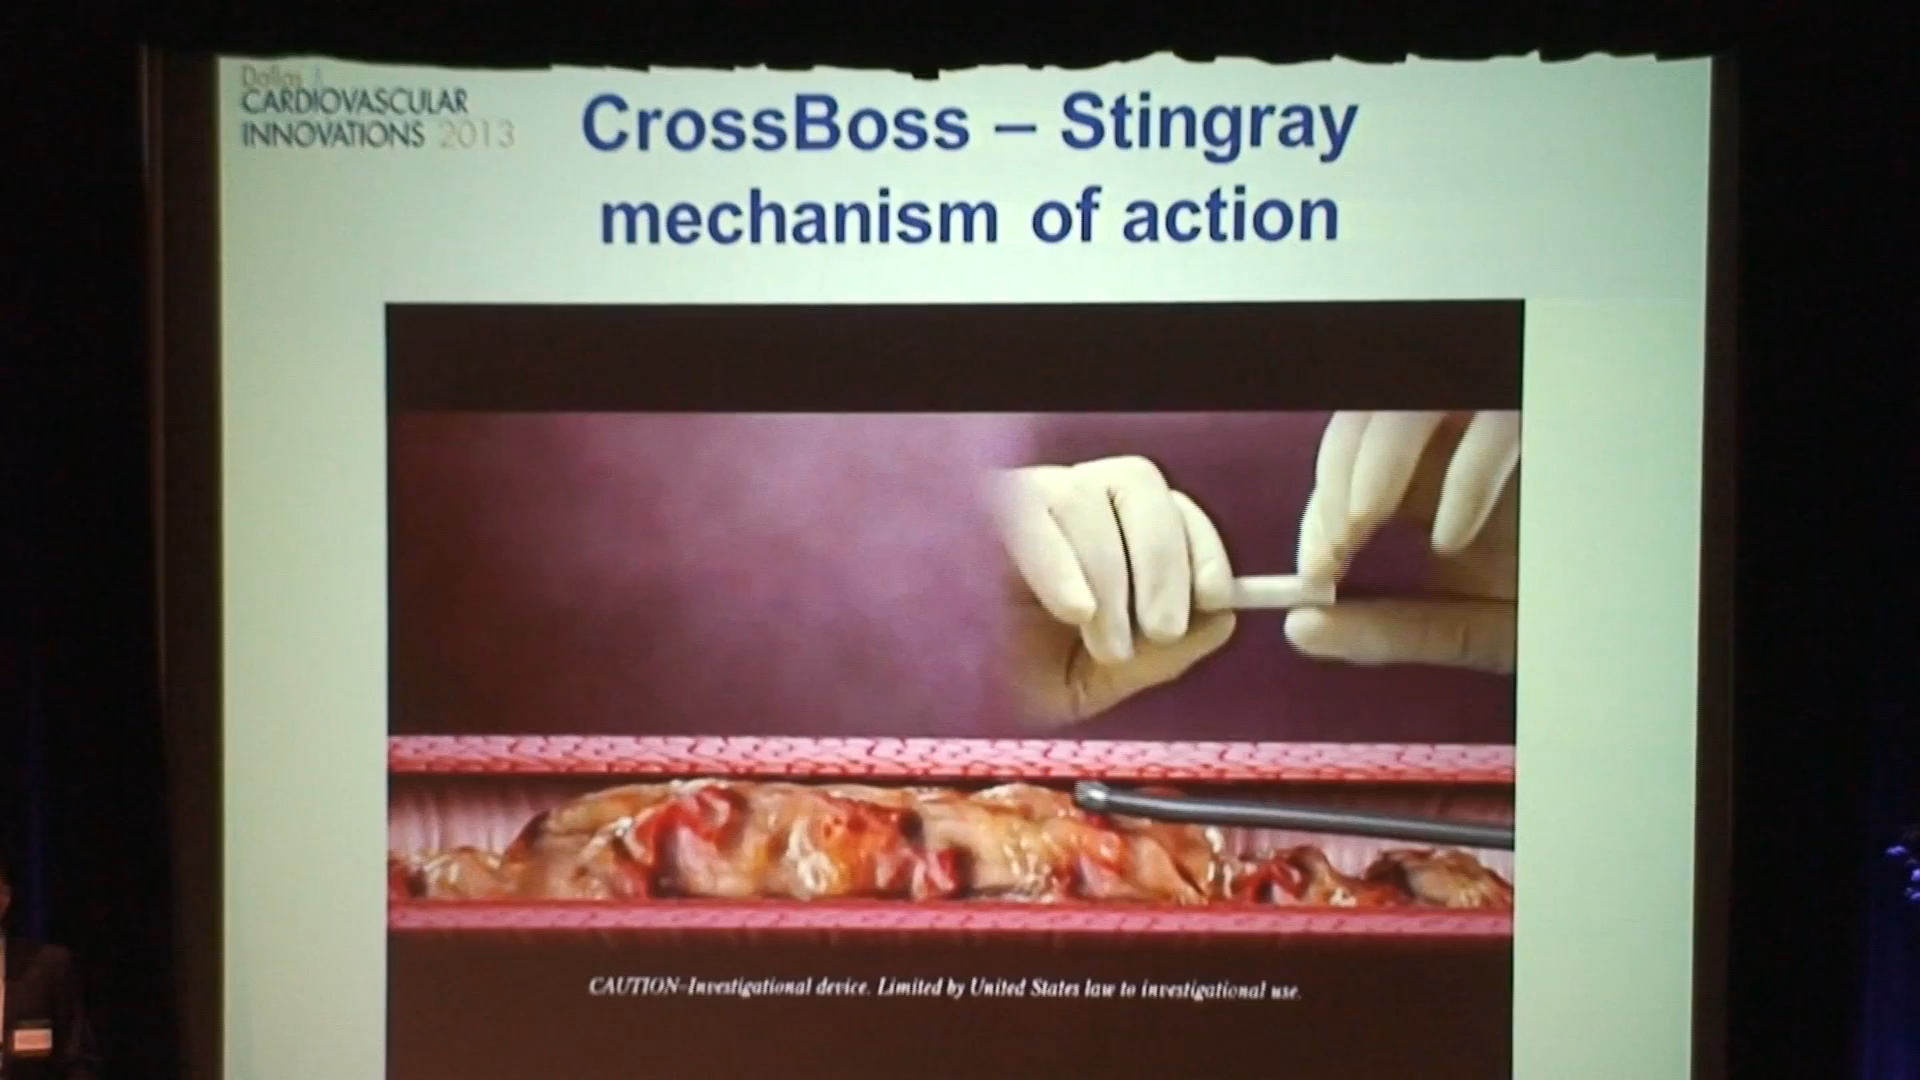 Dallas
CARDIOVASCULAR
INNOVATIONS 2013
CrossBoss – Stingray
mechanism of action
CAUTION–Investigational device. Limited by United States law to investigational use.